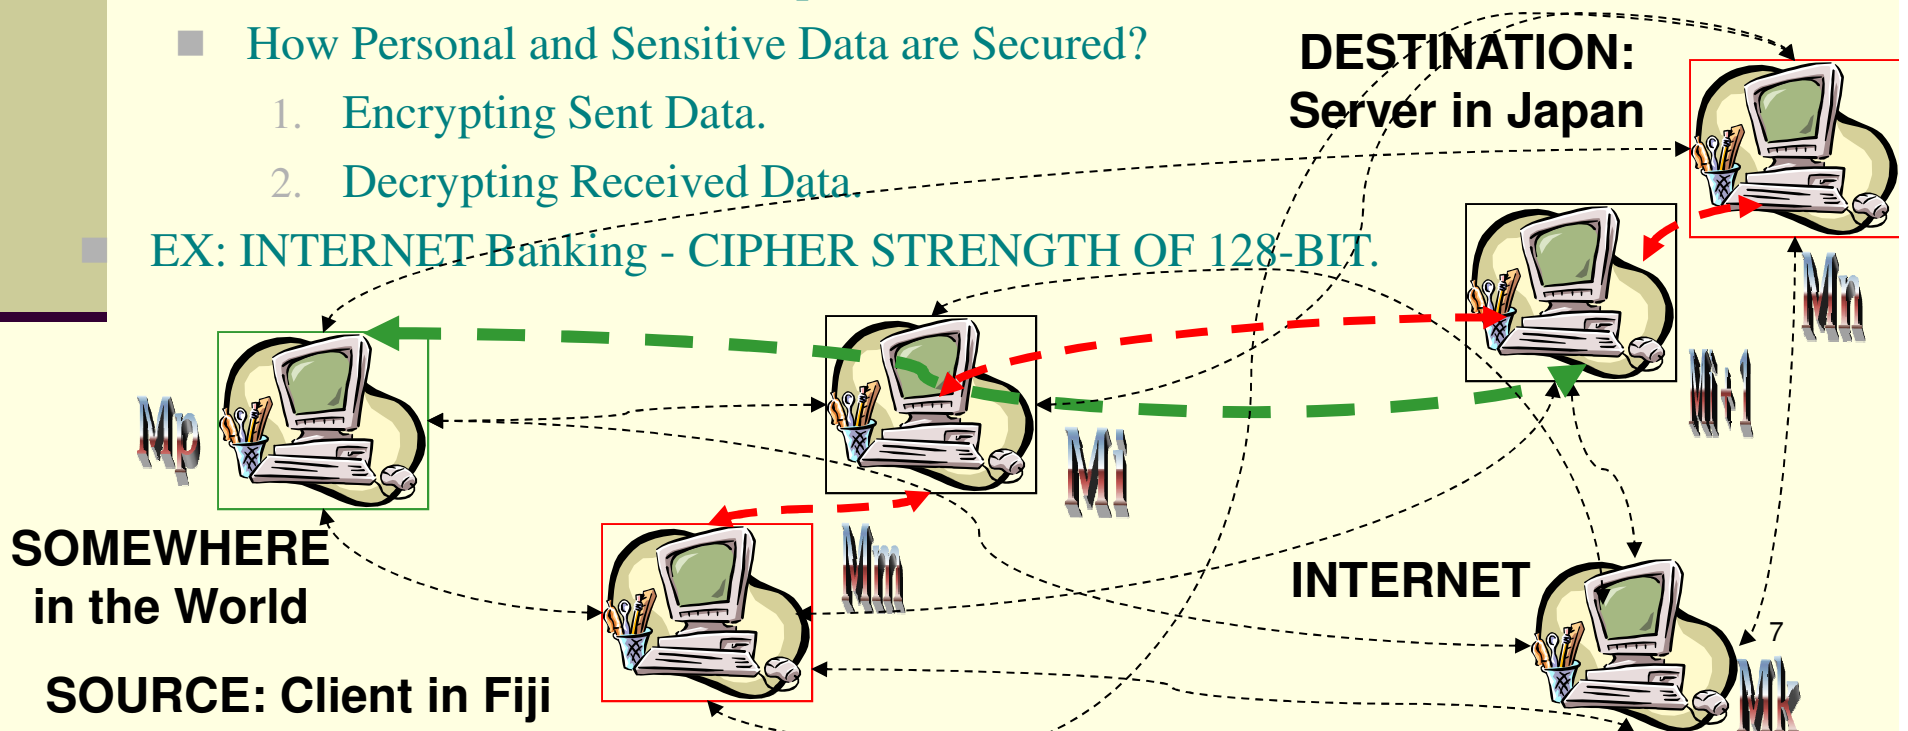 How Personal and Sensitive Data are Secured?
1. Encrypting Sent Data.
2. Decrypting Received Data.
EX: INTERNET Banking - CIPHER STRENGTH OF 128-BIT.
DESTINATION:
Server in Japan
Mn
Mi+1
Mp
Mi
SOMEWHERE
in the World
Mm
INTERNET
7
SOURCE: Client in Fiji
Mk